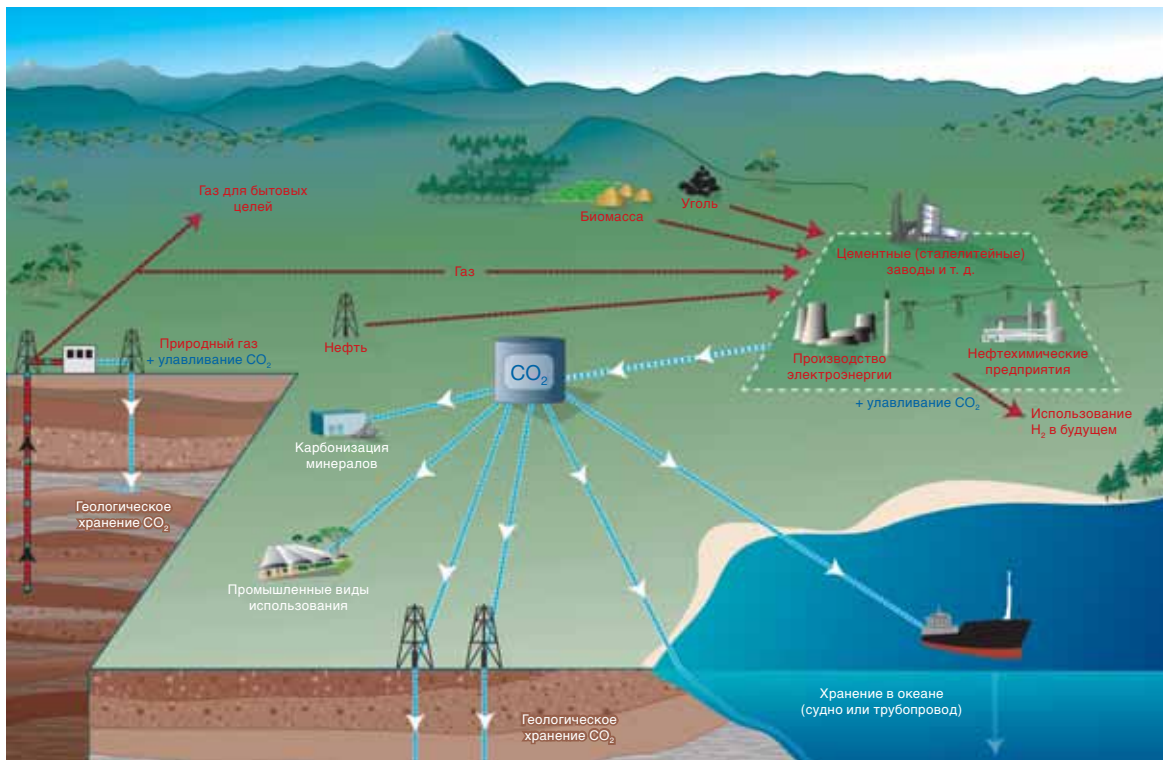 Газ для бытовых
целей
Биомасса
Уголь
Цементные (сталелитейные)
заводы и т. д.
Газ
Нефть
Природный газ
+ улавливание CO₂
CO₂
Производство
электроэнергии
Нефтехимические
предприятия
+ улавливание CO₂
Использование
H₂ в будущем
Карбонизация
минералов
Геологическое
хранение CO₂
Промышленные виды
использования
Хранение в океане
(судно или трубопровод)
Геологическое
хранение CO₂